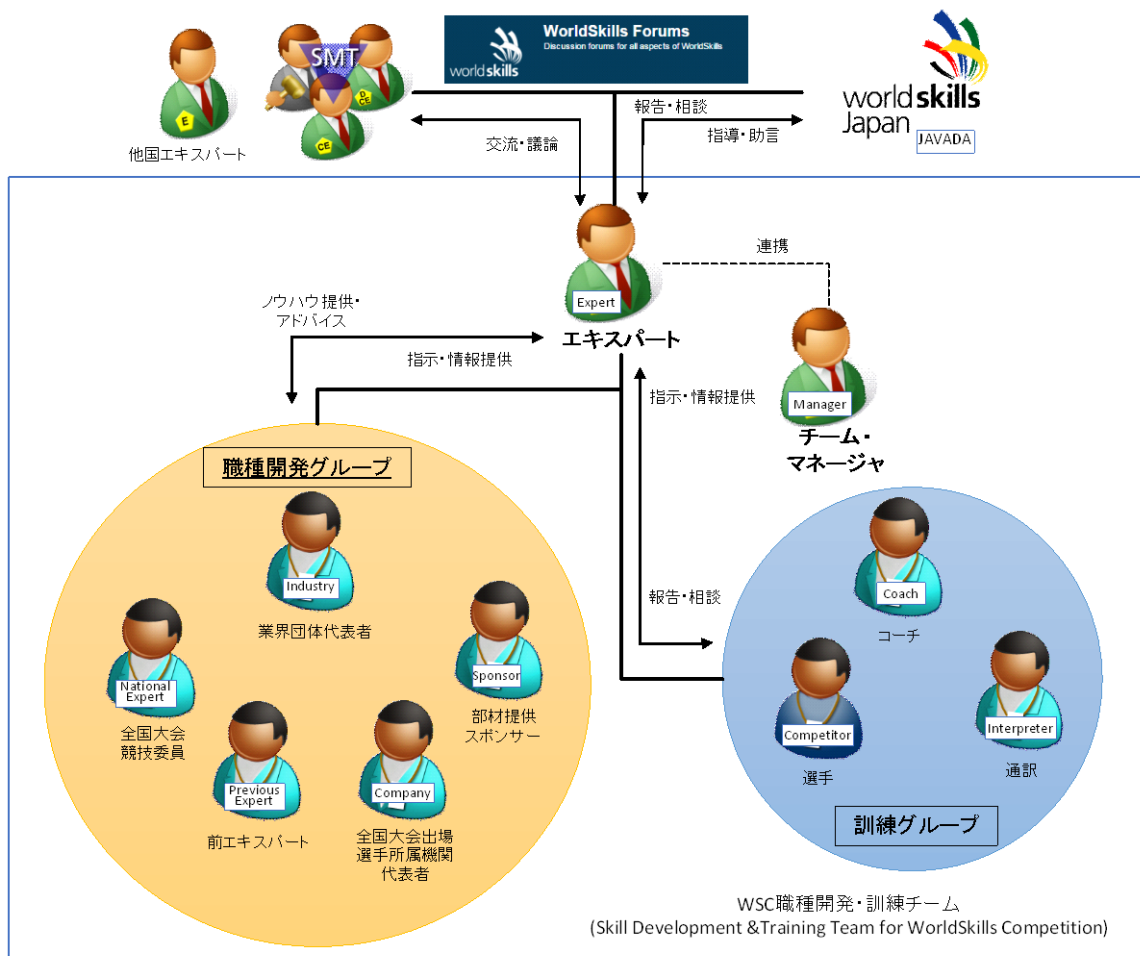 WorldSkills Forums
Discussion forums for all aspects of WorldSkills
worldskills
SMT
E
D
CE
CE
他国エキスパート
worldskills
Japan
JAVADA
報告・相談
指導・助言
交流・議論
Expert
エキスパート
連携
Manager
チーム・
マネージャ
ノウハウ提供・
アドバイス
指示・情報提供
指示・情報提供
報告・相談
職種開発グループ
Industry
業界団体代表者
National
Expert
全国大会
競技委員
Sponsor
部材提供
スポンサー
Previous
Expert
前エキスパート
Company
全国大会出場
選手所属機関
代表者
Coach
コーチ
Competitor
選手
Interpreter
通訳
訓練グループ
WSC職種開発・訓練チーム
(Skill Development &Training Team for WorldSkills Competition)